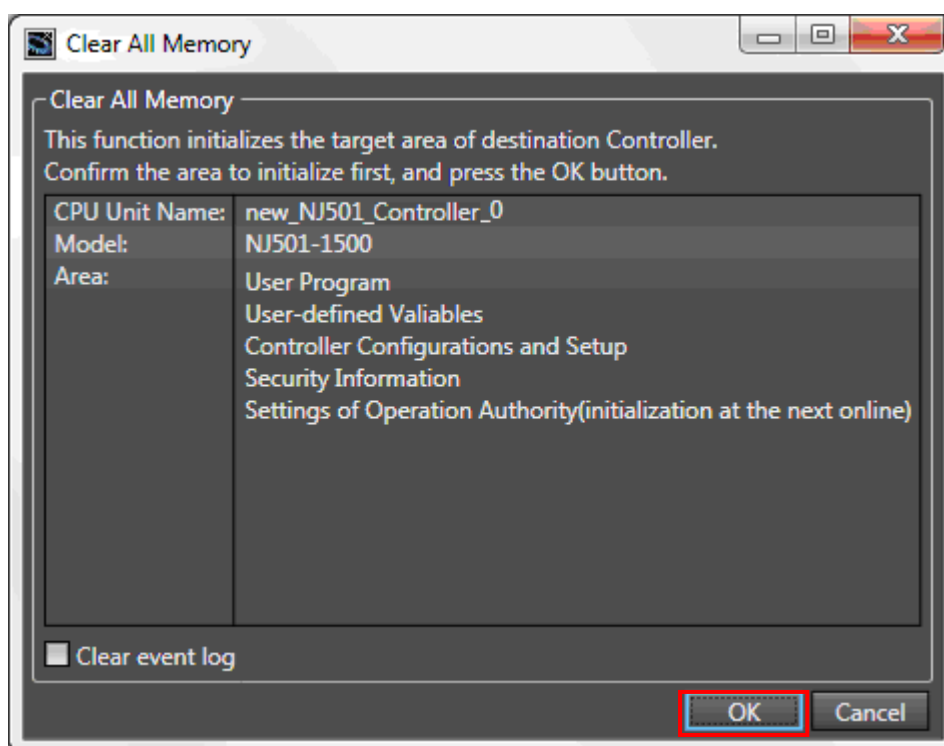 Clear All Memory
Clear All Memory
This function initializes the target area of destination Controller.
Confirm the area to initialize first, and press the OK button.
CPU Unit Name: new_NJ501_Controller_0
Model: NJ501-1500
Area: User Program
User-defined Valiables
Controller Configurations and Setup
Security Information
Settings of Operation Authority(initialization at the next online)
Clear event log
OK Cancel